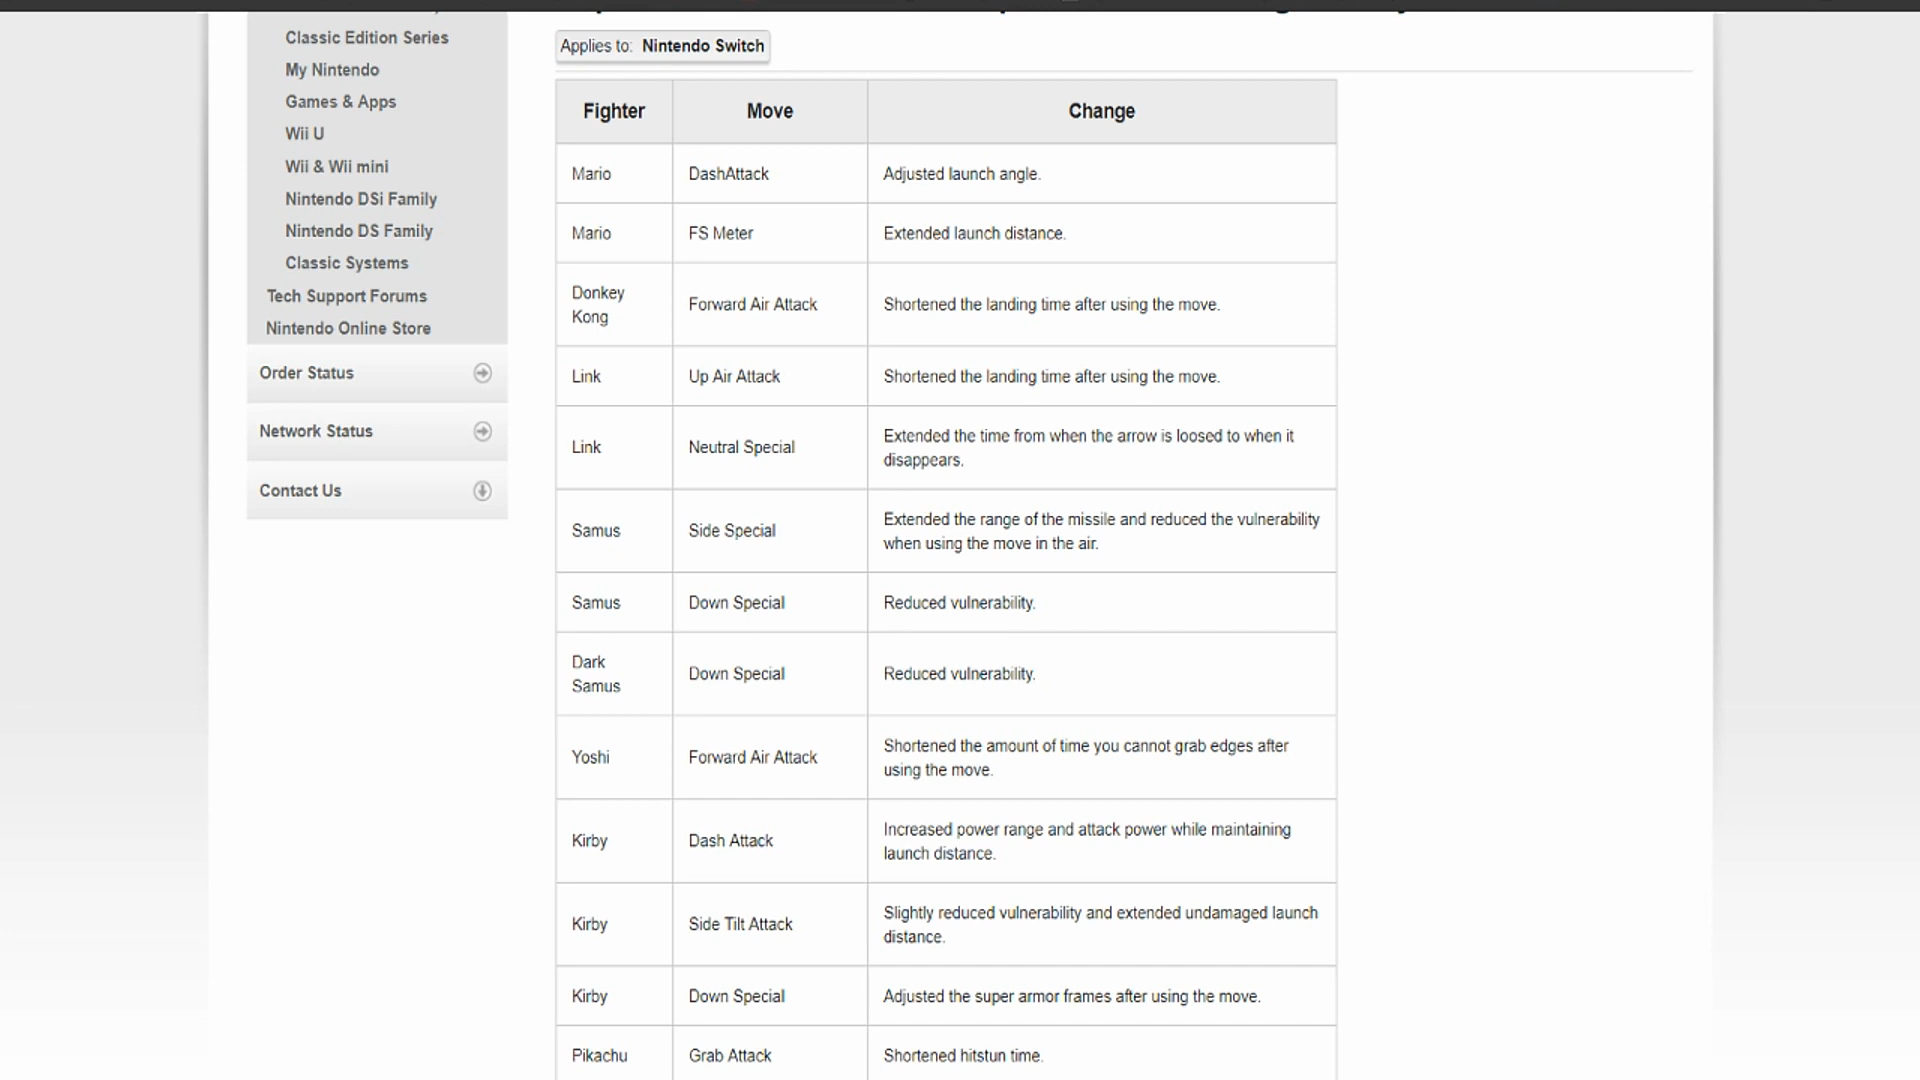 Classic Edition Series
My Nintendo
Games & Apps
Wii U
Wii & Wii mini
Nintendo DSi Family
Nintendo DS Family
Classic Systems
Tech Support Forums
Nintendo Online Store
Order Status
Network Status
Contact Us
Applies to: Nintendo Switch
Fighter Move Change
Mario DashAttack Adjusted launch angle.
Mario FS Meter Extended launch distance.
Donkey
Kong
Forward Air Attack Shortened the landing time after using the move.
Link Up Air Attack Shortened the landing time after using the move.
Link Neutral Special Extended the time from when the arrow is loosed to when it
disappears.
Samus Side Special Extended the range of the missile and reduced the vulnerability
when using the move in the air.
Samus Down Special Reduced vulnerability.
Dark
Samus
Down Special Reduced vulnerability.
Yoshi Forward Air Attack Shortened the amount of time you cannot grab edges after
using the move.
Kirby Dash Attack Increased power range and attack power while maintaining
launch distance.
Kirby Side Tilt Attack Slightly reduced vulnerability and extended undamaged launch
distance.
Kirby Down Special Adjusted the super armor frames after using the move.
Pikachu Grab Attack Shortened hitstun time.